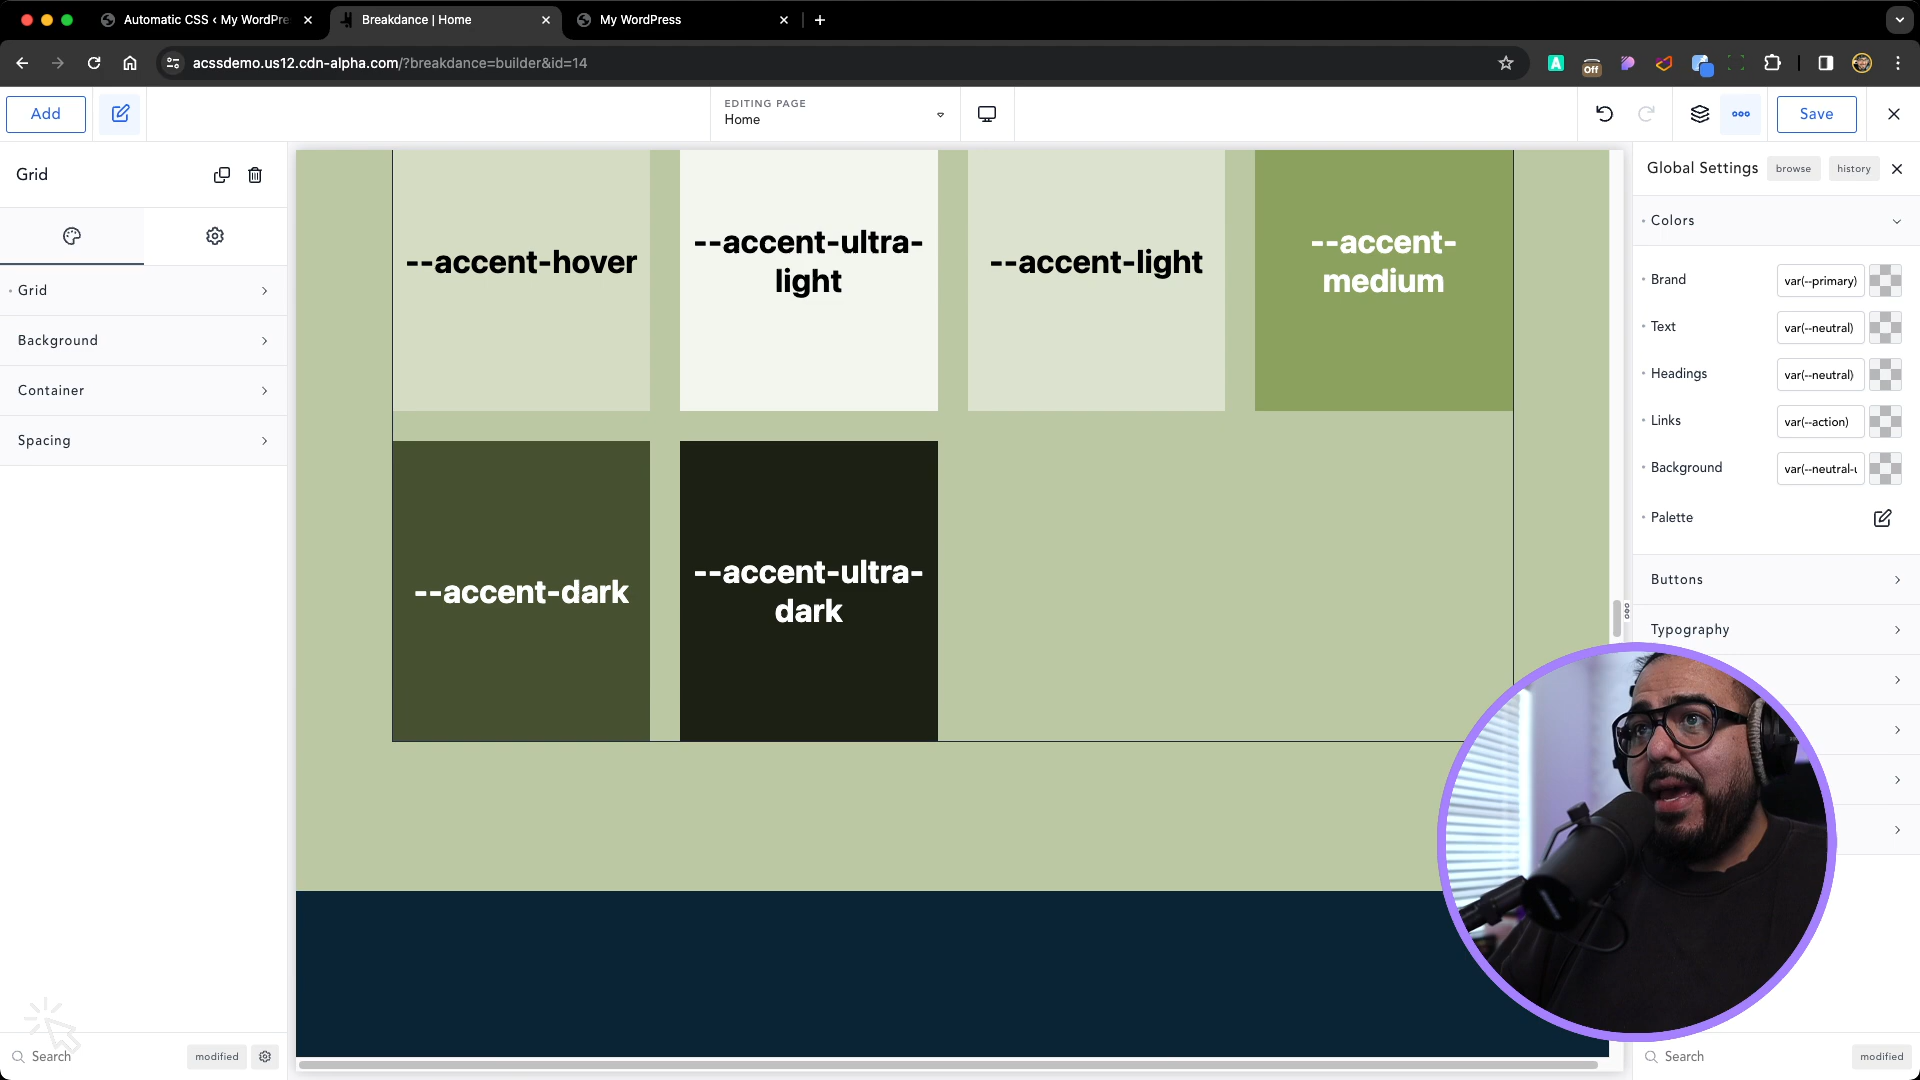 Automatic CSS ‹ My WordPre
Breakdance | Home
My WordPress
acssdemo.us12.cdn-alpha.com/?breakdance=builder&id=14
Off
Add
EDITING PAGE
Home
Save
Grid
Grid
Background
Container
Spacing
Search
modified
--accent-hover
--accent-ultra-
light
--accent-light
--accent-
medium
--accent-dark
--accent-ultra-
dark
Global Settings
browse
history
Colors
Brand
var(--primary)
Text
var(--neutral)
Headings
var(--neutral)
Links
var(--action)
Background
var(--neutral-u
Palette
Buttons
Typography
Search
modified